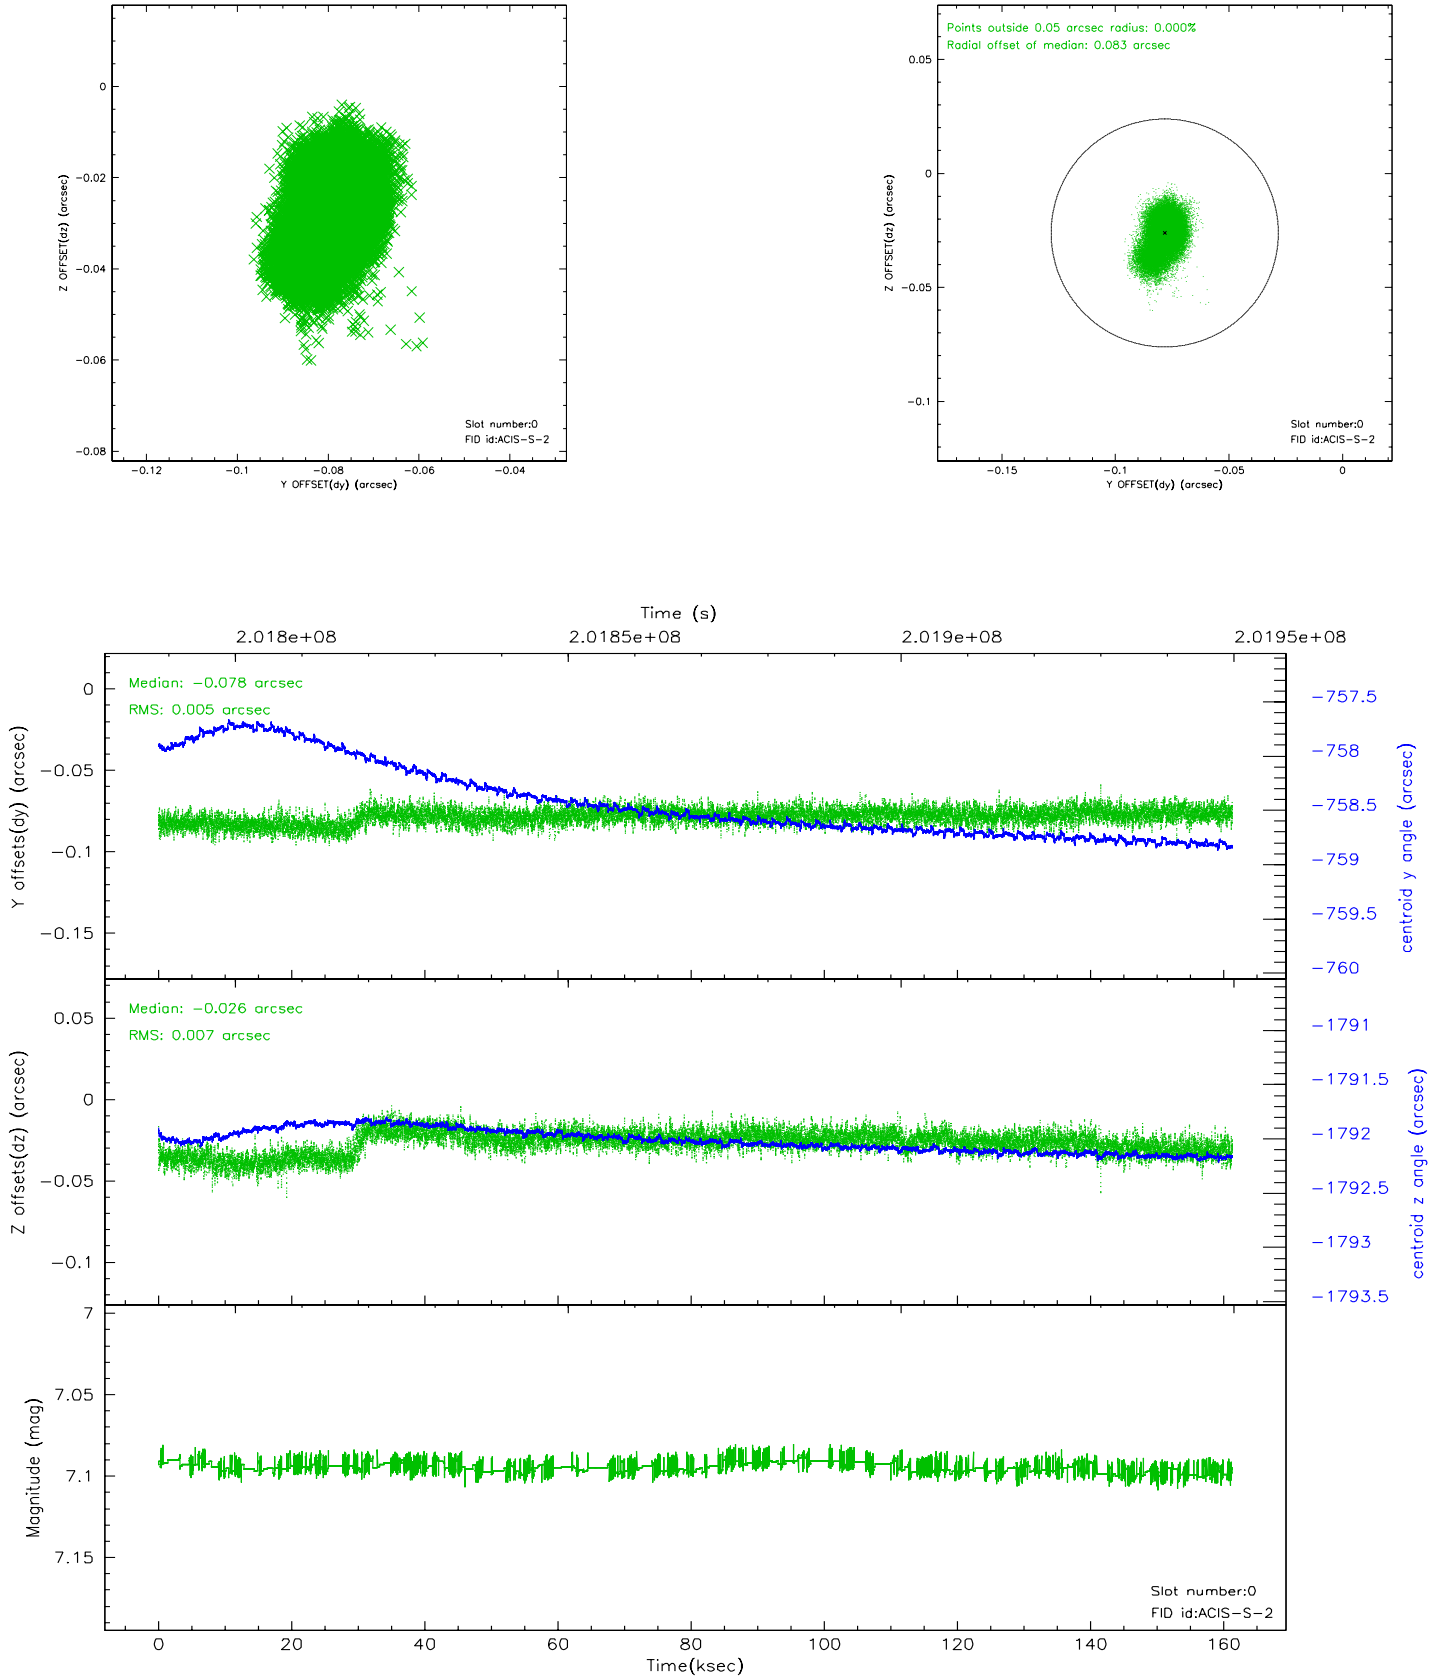 0
−0.02
−0.04
−0.06
−0.08
Z OFFSET(dz) (arcsec)
Slot number:0
FID id:ACIS−S−2
−0.12
−0.1
−0.08
−0.06
−0.04
Y OFFSET(dy) (arcsec)
Points outside 0.05 arcsec radius: 0.000%
Radial offset of median: 0.083 arcsec
0.05
0
−0.05
−0.1
Z OFFSET(dz) (arcsec)
Slot number:0
FID id:ACIS−S−2
−0.15
−0.1
−0.05
0
Y OFFSET(dy) (arcsec)
Time (s)
2.018e+08
2.0185e+08
2.019e+08
2.0195e+08
Median: −0.078 arcsec
RMS: 0.005 arcsec
0
−0.05
−0.1
−0.15
Y offsets(dy) (arcsec)
−757.5
−758
−758.5
−759
−759.5
−760
centroid y angle (arcsec)
Median: −0.026 arcsec
RMS: 0.007 arcsec
0.05
0
−0.05
−0.1
Z offsets(dz) (arcsec)
−1791
−1791.5
−1792
−1792.5
−1793
−1793.5
centroid z angle (arcsec)
7
7.05
7.1
7.15
Magnitude (mag)
Slot number:0
FID id:ACIS−S−2
0
20
40
60
80
100
120
140
160
Time(ksec)